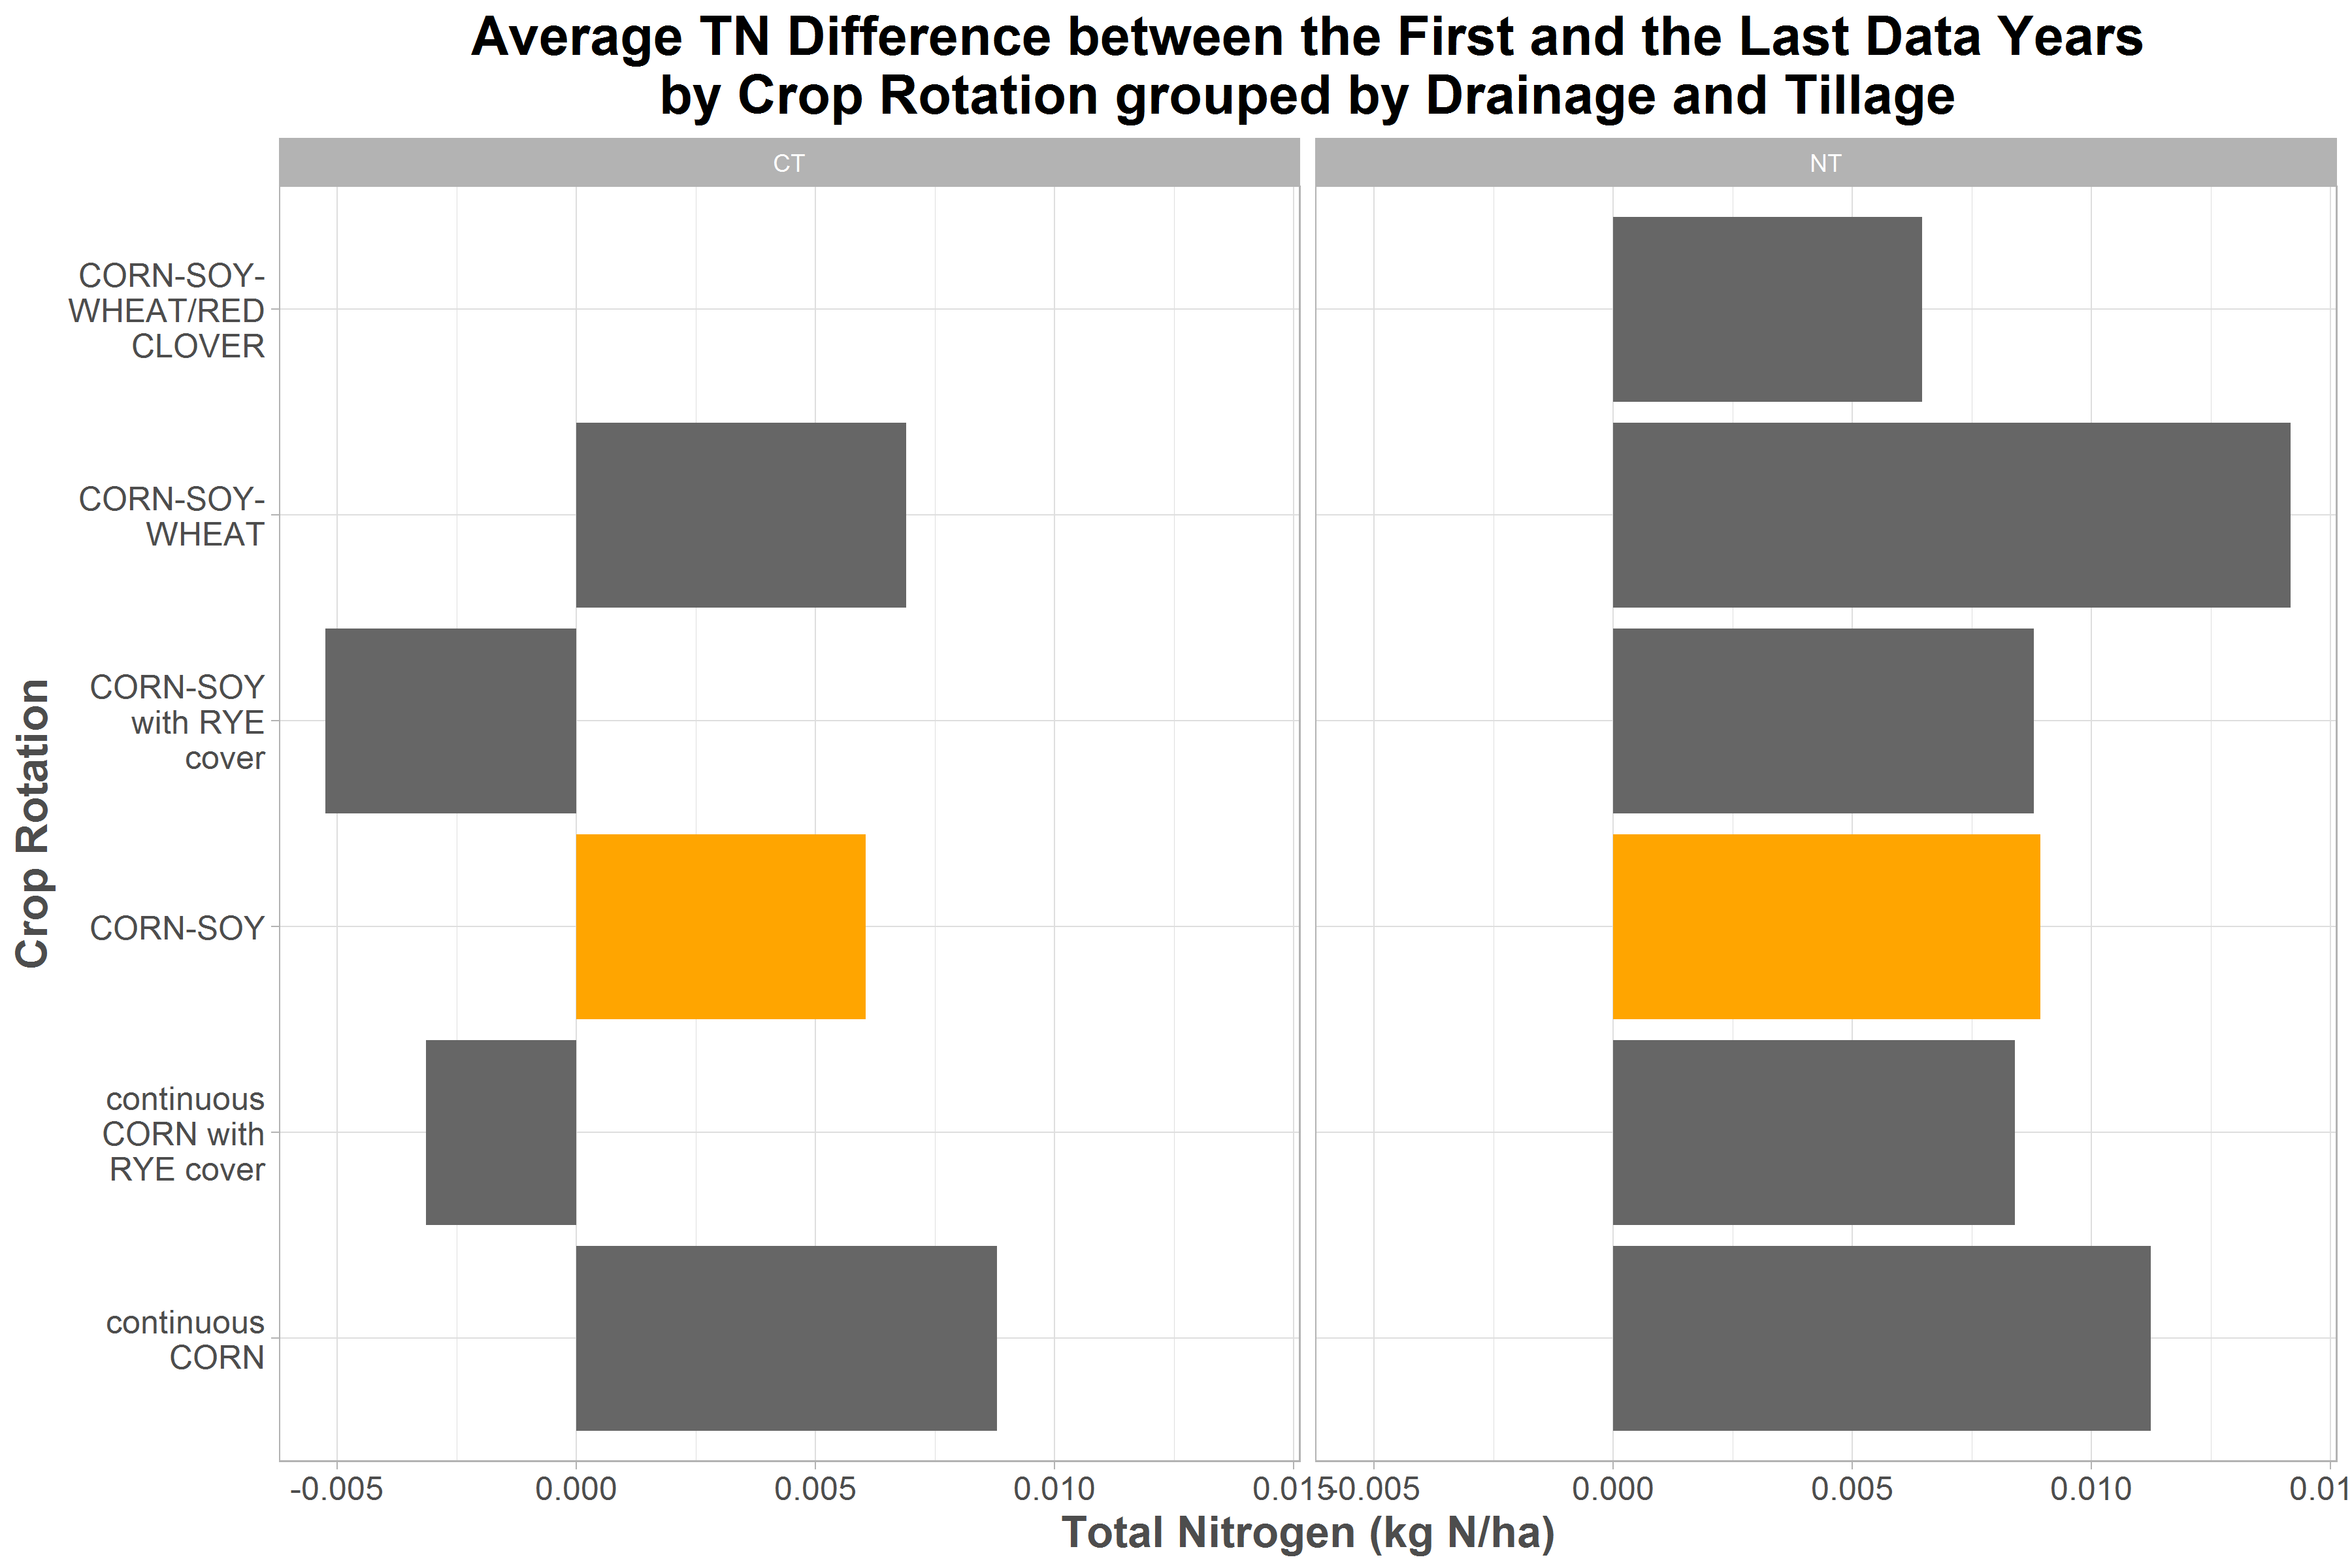 Average TN Difference between the First and the Last Data Years
by Crop Rotation grouped by Drainage and Tillage
CT
NT
CORN-SOY-
WHEAT/RED
CLOVER
CORN-SOY-
WHEAT
CORN-SOY
with RYE
cover
CORN-SOY
continuous
CORN with
RYE cover
continuous
CORN
Crop Rotation
-0.005 0.000 0.005 0.010 0.015
-0.005 0.000 0.005 0.010 0.01
Total Nitrogen (kg N/ha)